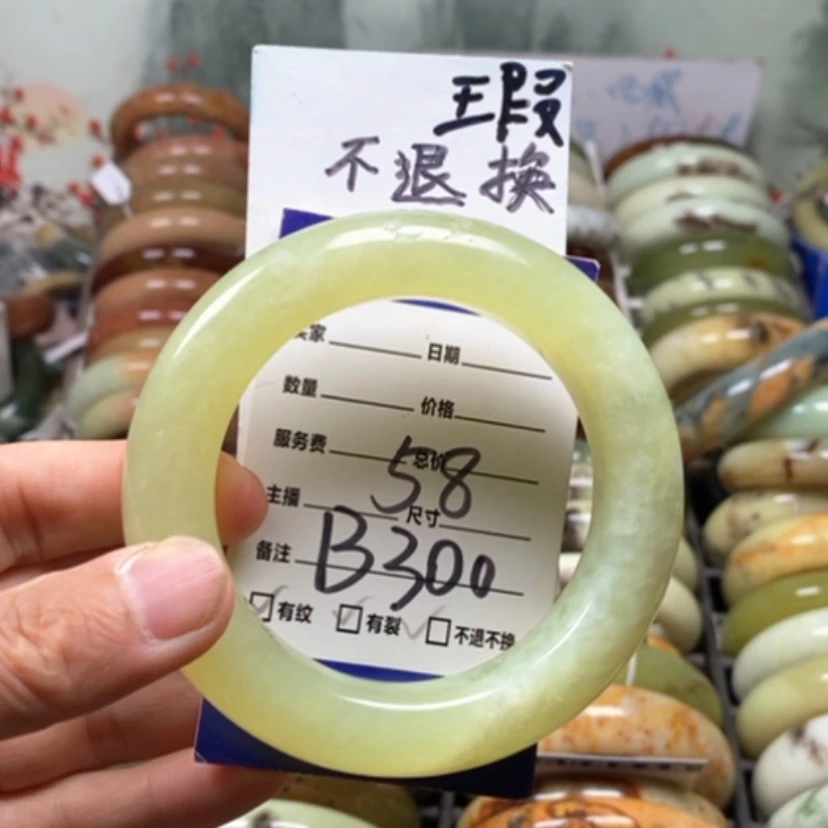 瑕
不退换
买家 日期
数量 价格
服务费 总价
58
主播 尺寸
备注 B300
有纹 有裂 不退不换